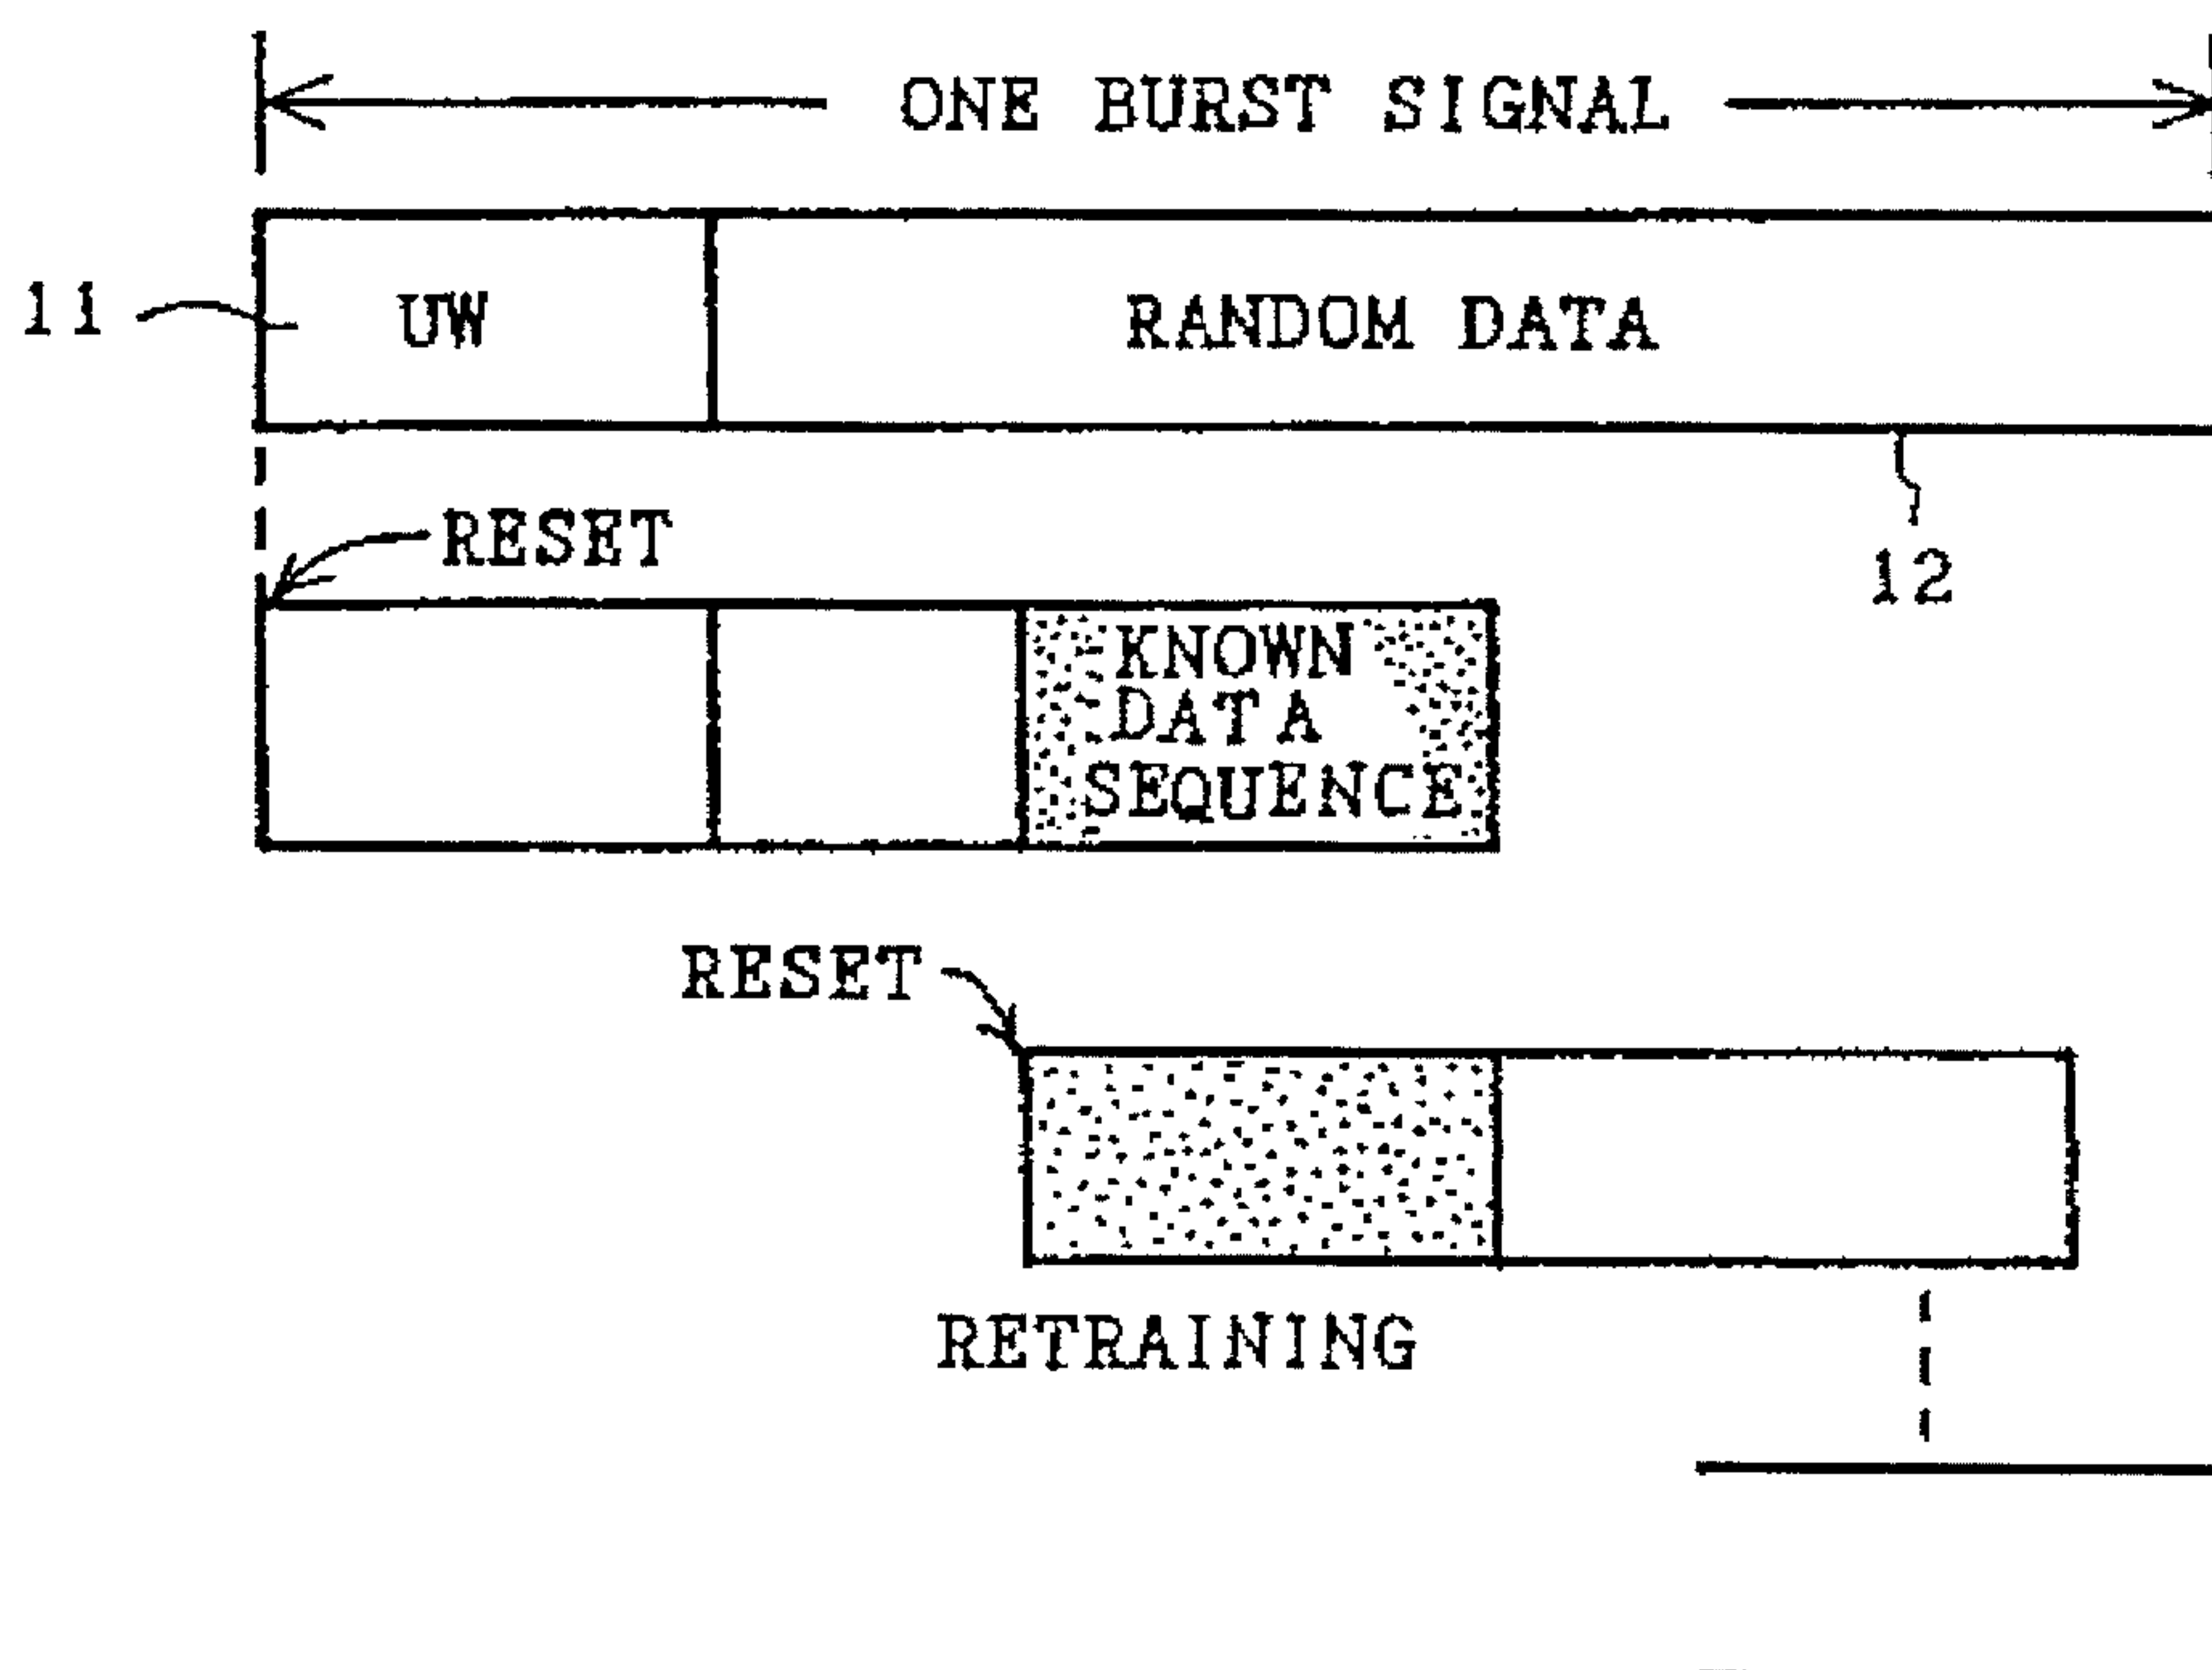 ONE BURST SIGNAL
11
UW
RANDOM DATA
RESET
12
KNOWN
DATA
SEQUENCE
RESET
RETRAINING